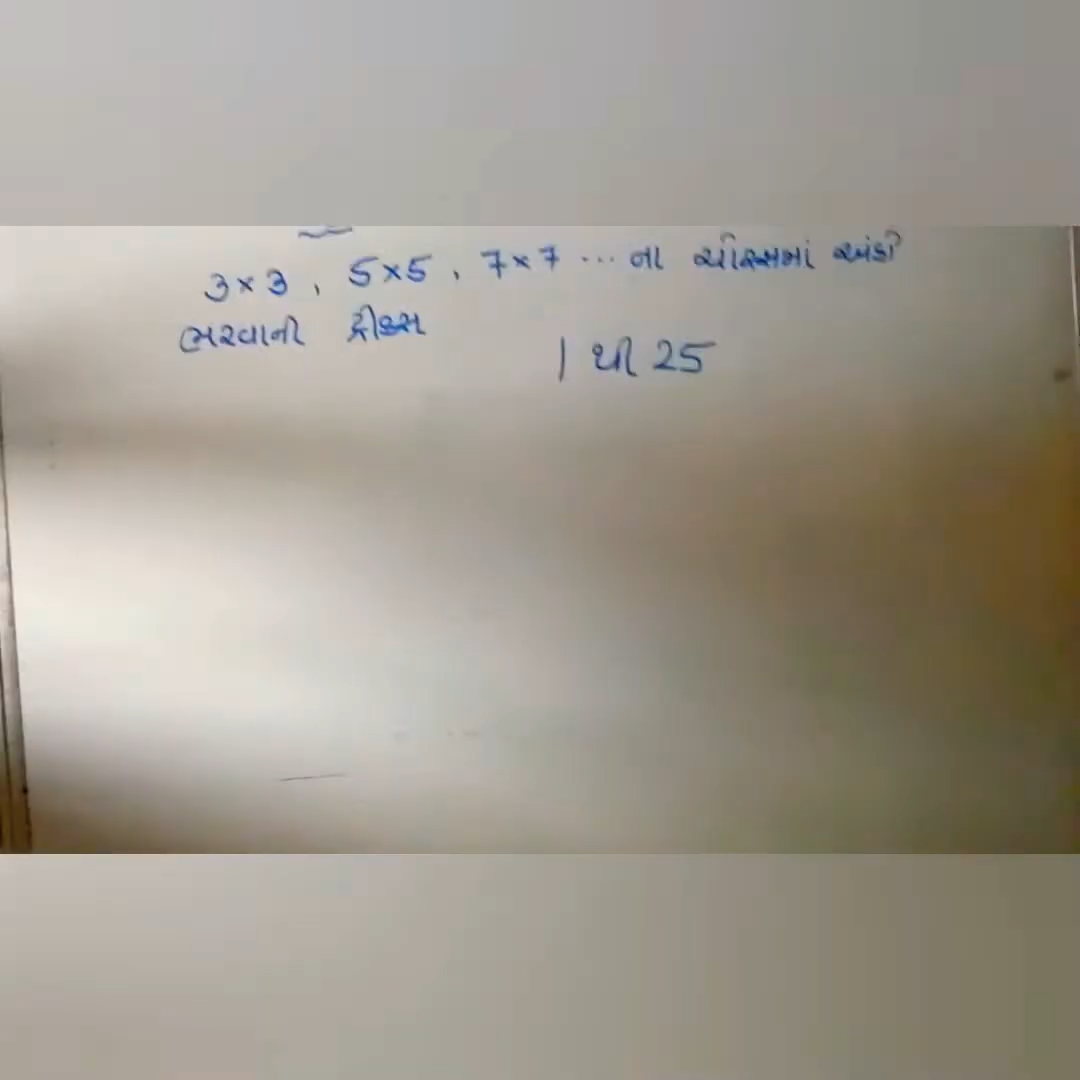 3×3, 5×5, 7×7 ... ના ચોરસમાં અંકો
ભરવાની ટ્રીક્સ
1 થી 25